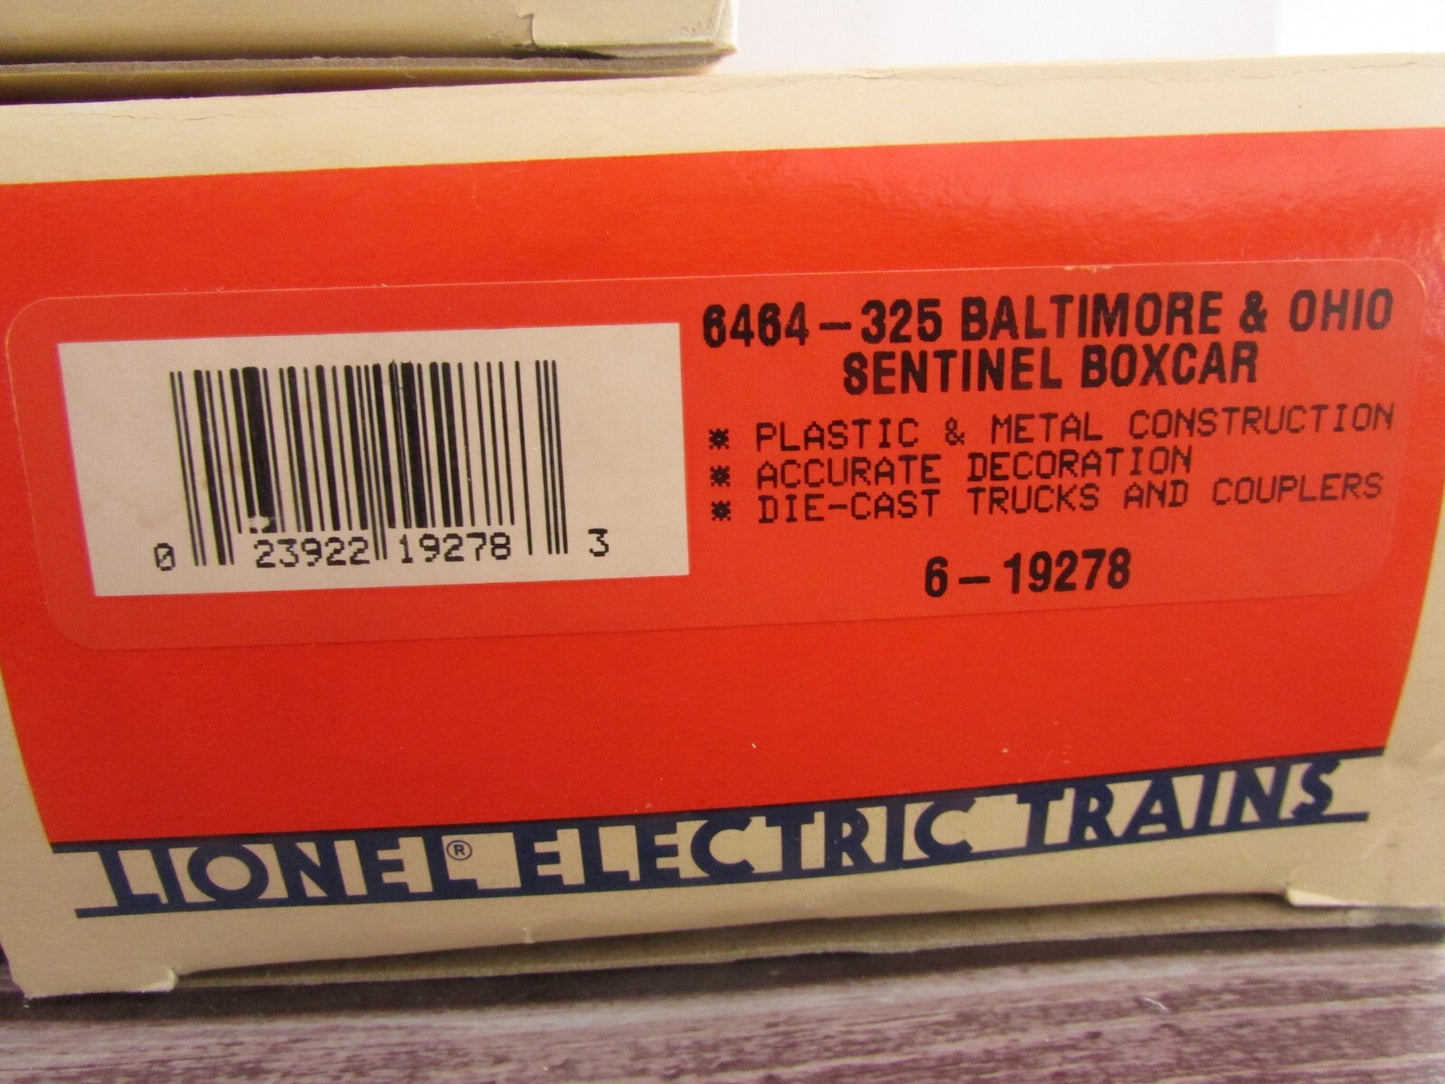 6464-325 BALTIMORE & OHIO
SENTINEL BOXCAR
* PLASTIC & METAL CONSTRUCTION
* ACCURATE DECORATION
* DIE-CAST TRUCKS AND COUPLERS
6-19278
0 23922 19278 3
LIONEL® ELECTRIC TRAINS